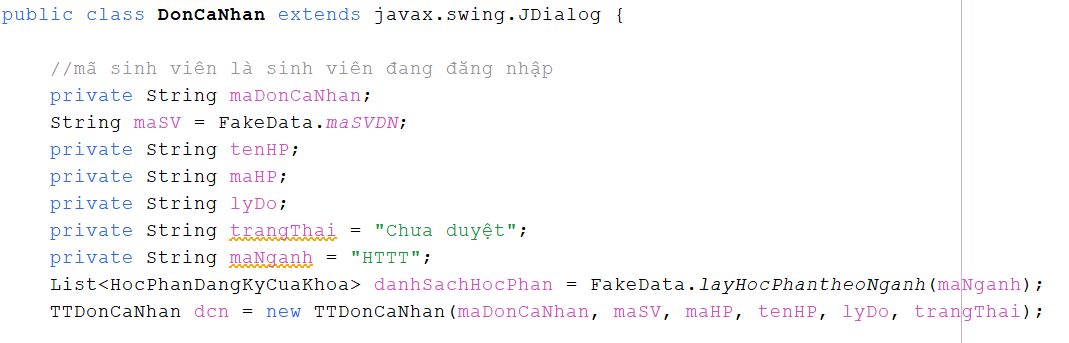 public class DonCaNhan extends javax.swing.JDialog {
//mã sinh viên là sinh viên đang đăng nhập
private String maDonCaNhan;
String maSV = FakeData.maSVDN;
private String tenHP;
private String maHP;
private String lyDo;
private String trangThai = "Chưa duyệt";
private String maNganh = "HTTT";
List<HocPhanDangKyCuaKhoa> danhSachHocPhan = FakeData.layHocPhantheoNganh(maNganh);
TTDonCaNhan dcn = new TTDonCaNhan(maDonCaNhan, maSV, maHP, tenHP, lyDo, trangThai);